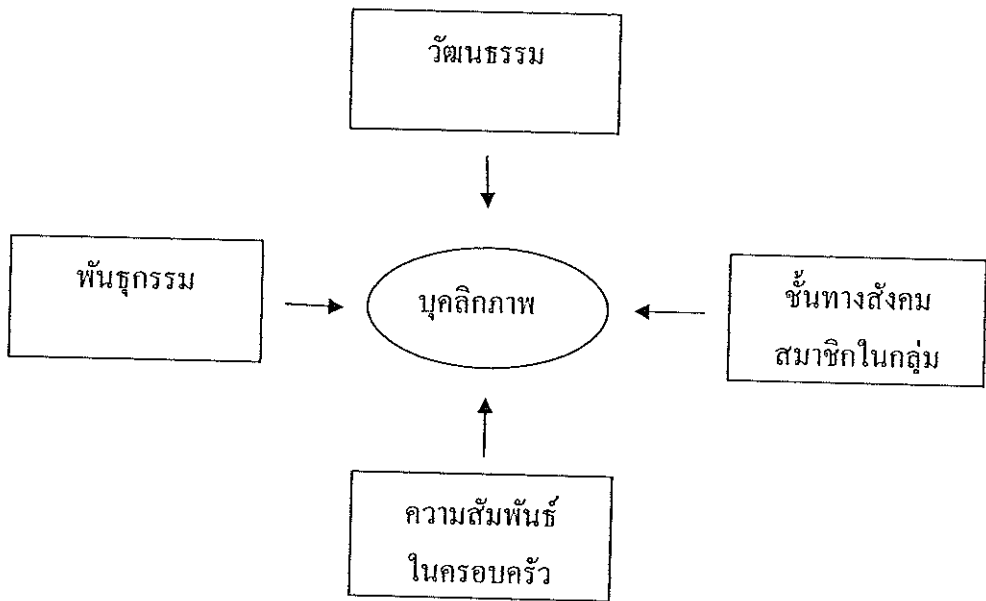 วัฒนธรรม
พันธุกรรม
บุคลิกภาพ
ชั้นทางสังคม
สมาชิกในกลุ่ม
ความสัมพันธ์
ในครอบครัว